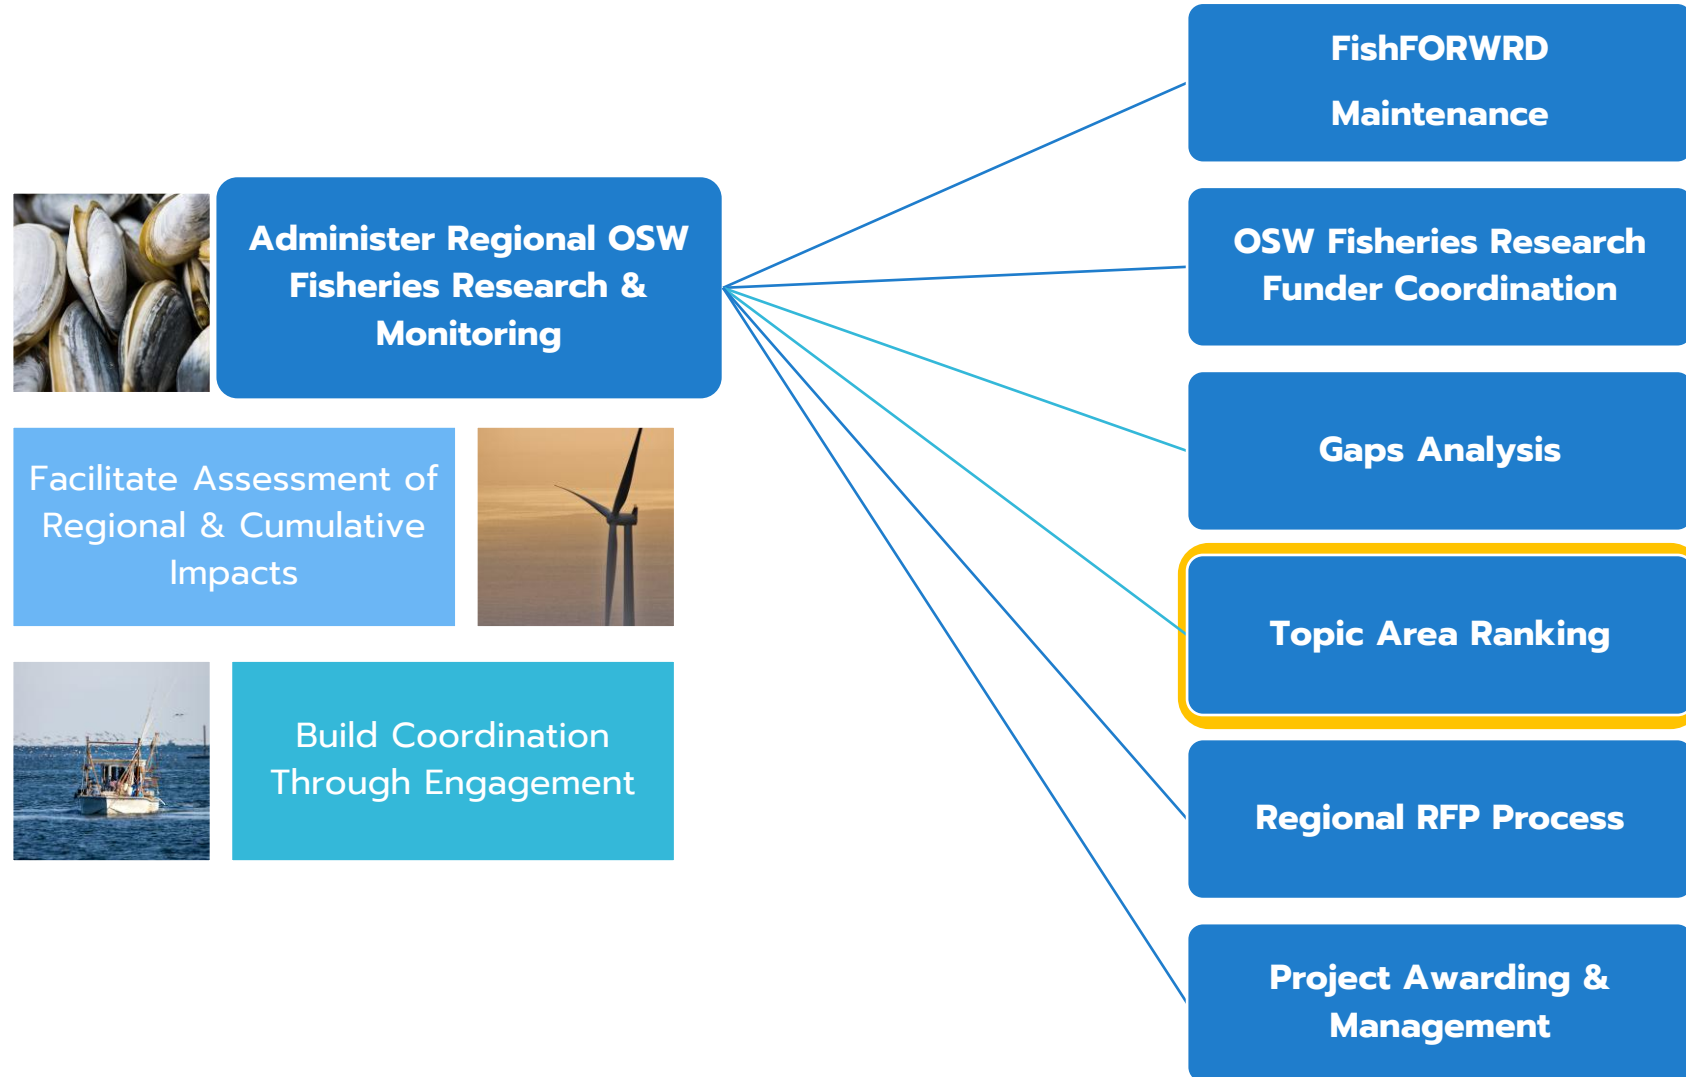 Administer Regional OSW
Fisheries Research &
Monitoring
Facilitate Assessment of
Regional & Cumulative
Impacts
Build Coordination
Through Engagement
FishFORWRD
Maintenance
OSW Fisheries Research
Funder Coordination
Gaps Analysis
Topic Area Ranking
Regional RFP Process
Project Awarding &
Management